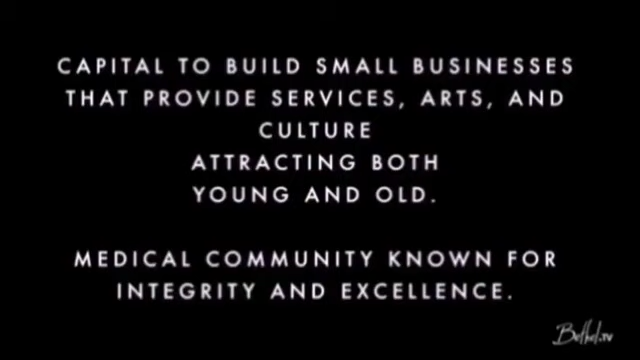 CAPITAL TO BUILD SMALL BUSINESSES
THAT PROVIDE SERVICES, ARTS, AND
CULTURE
ATTRACTING BOTH
YOUNG AND OLD.
MEDICAL COMMUNITY KNOWN FOR
INTEGRITY AND EXCELLENCE.
Bethel.TV